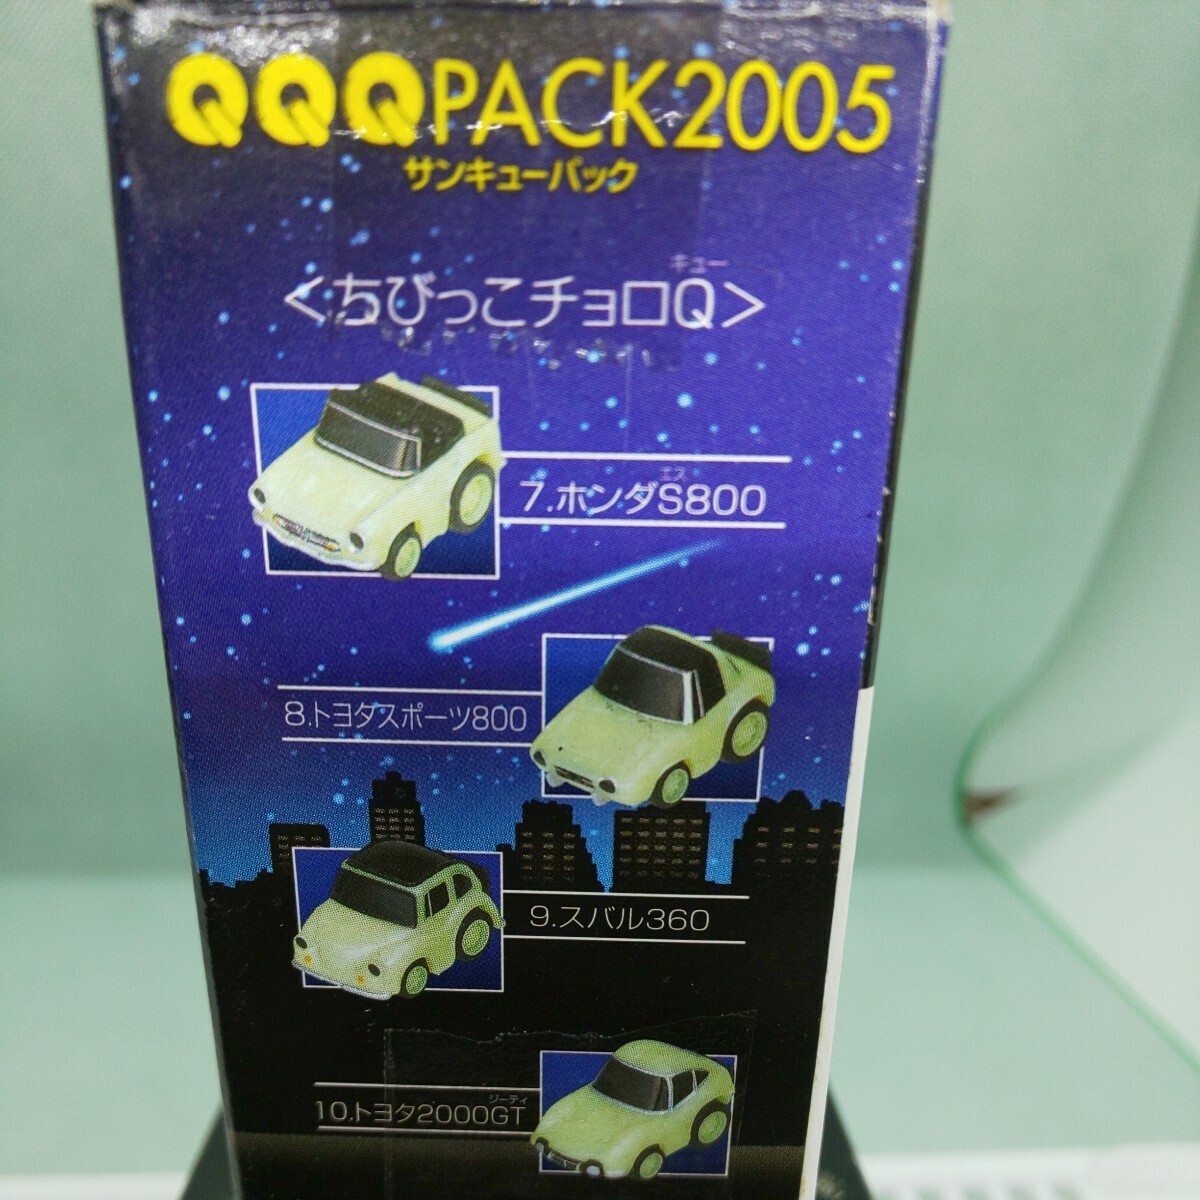 QQQPACK2005
サンキューパック
キュー
<ちびっこチョロQ>
エス
7.ホンダS800
8.トヨタスポーツ800
9.スバル360
ジーティ
10.トヨタ2000GT